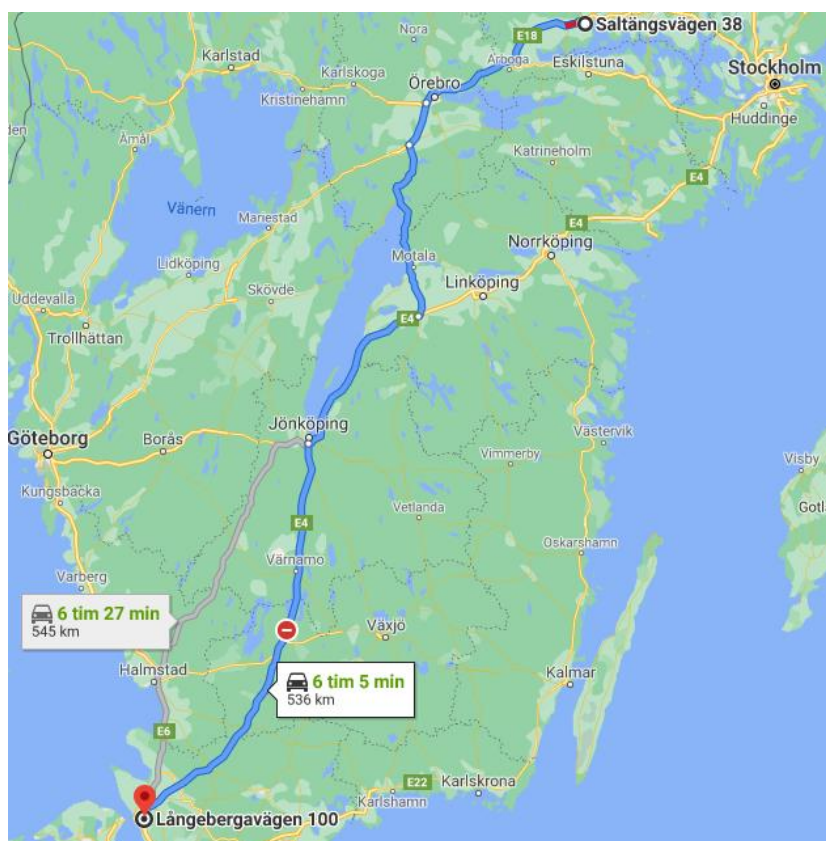 Saltängsvägen 38
Nora
E18
Karlstad
Karlskoga
Arboga
Eskilstuna
Stockholm
Örebro
Kristinehamn
Huddinge
den
Åmål
Katrineholm
E4
Vänern
Mariestad
E4
Norrköping
Motala
Lidköping
Linköping
Skövde
Uddevalla
E4
Trollhättan
Jönköping
Göteborg
Borås
Västervik
Vimmerby
Visby
Kungsbacka
Vetlanda
Gotl
E4
Oskarshamn
Värnamo
Varberg
6 tim 27 min
545 km
Växjö
Halmstad
6 tim 5 min
536 km
Kalmar
E6
E22
Karlskrona
Karlshamn
Långebergavägen 100